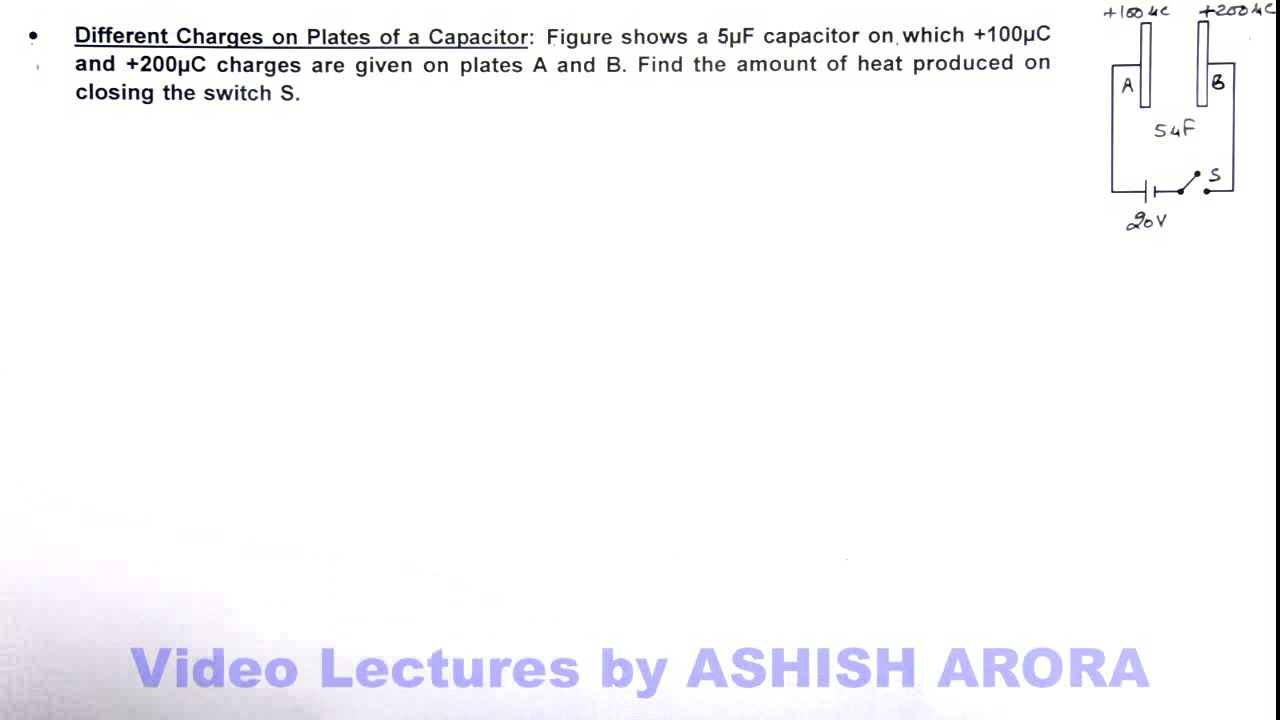 • Different Charges on Plates of a Capacitor: Figure shows a 5µF capacitor on which +100µC
and +200µC charges are given on plates A and B. Find the amount of heat produced on
closing the switch S.
+100µC +200µC
A B
5µF
S
20V
Video Lectures by ASHISH ARORA